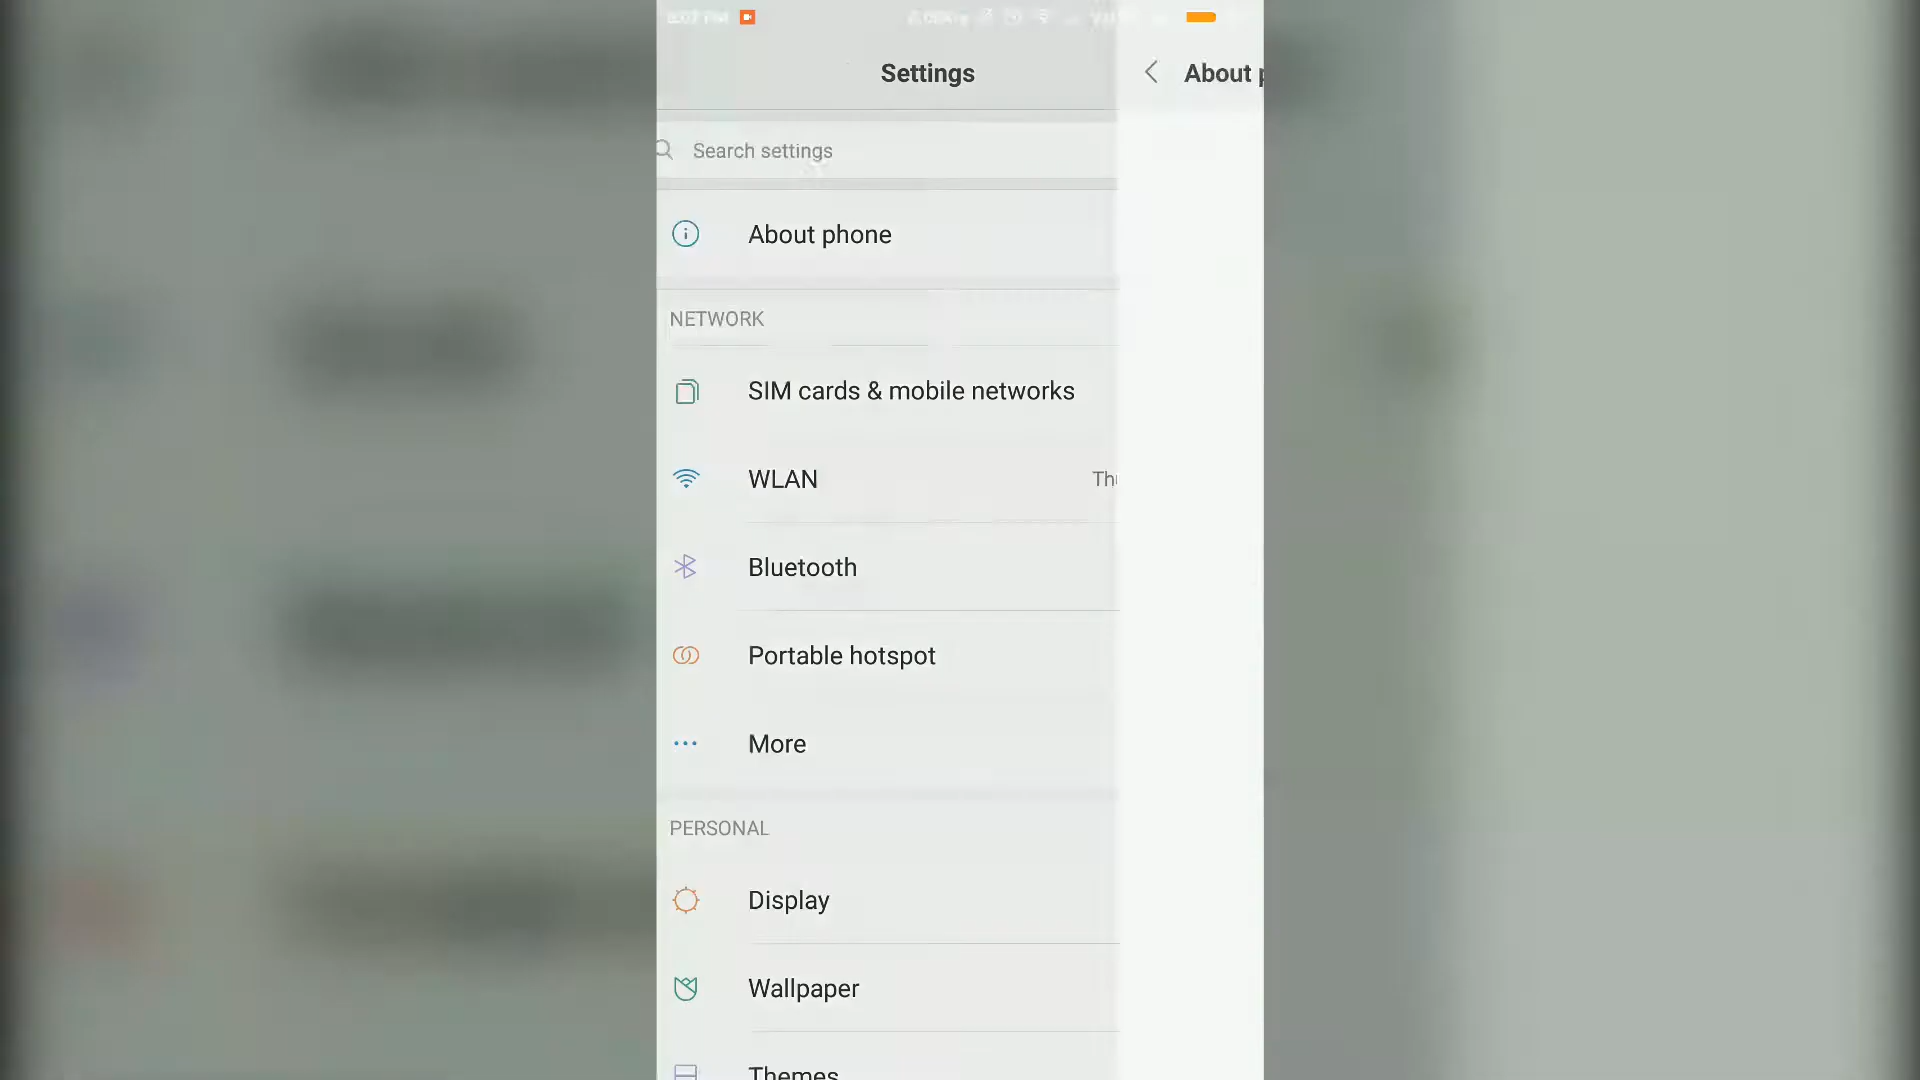 Settings
About
Search settings
About phone
NETWORK
SIM cards & mobile networks
WLAN
Bluetooth
Portable hotspot
More
PERSONAL
Display
Wallpaper
Themes